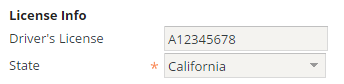 License Info
Driver's License A12345678
State * California